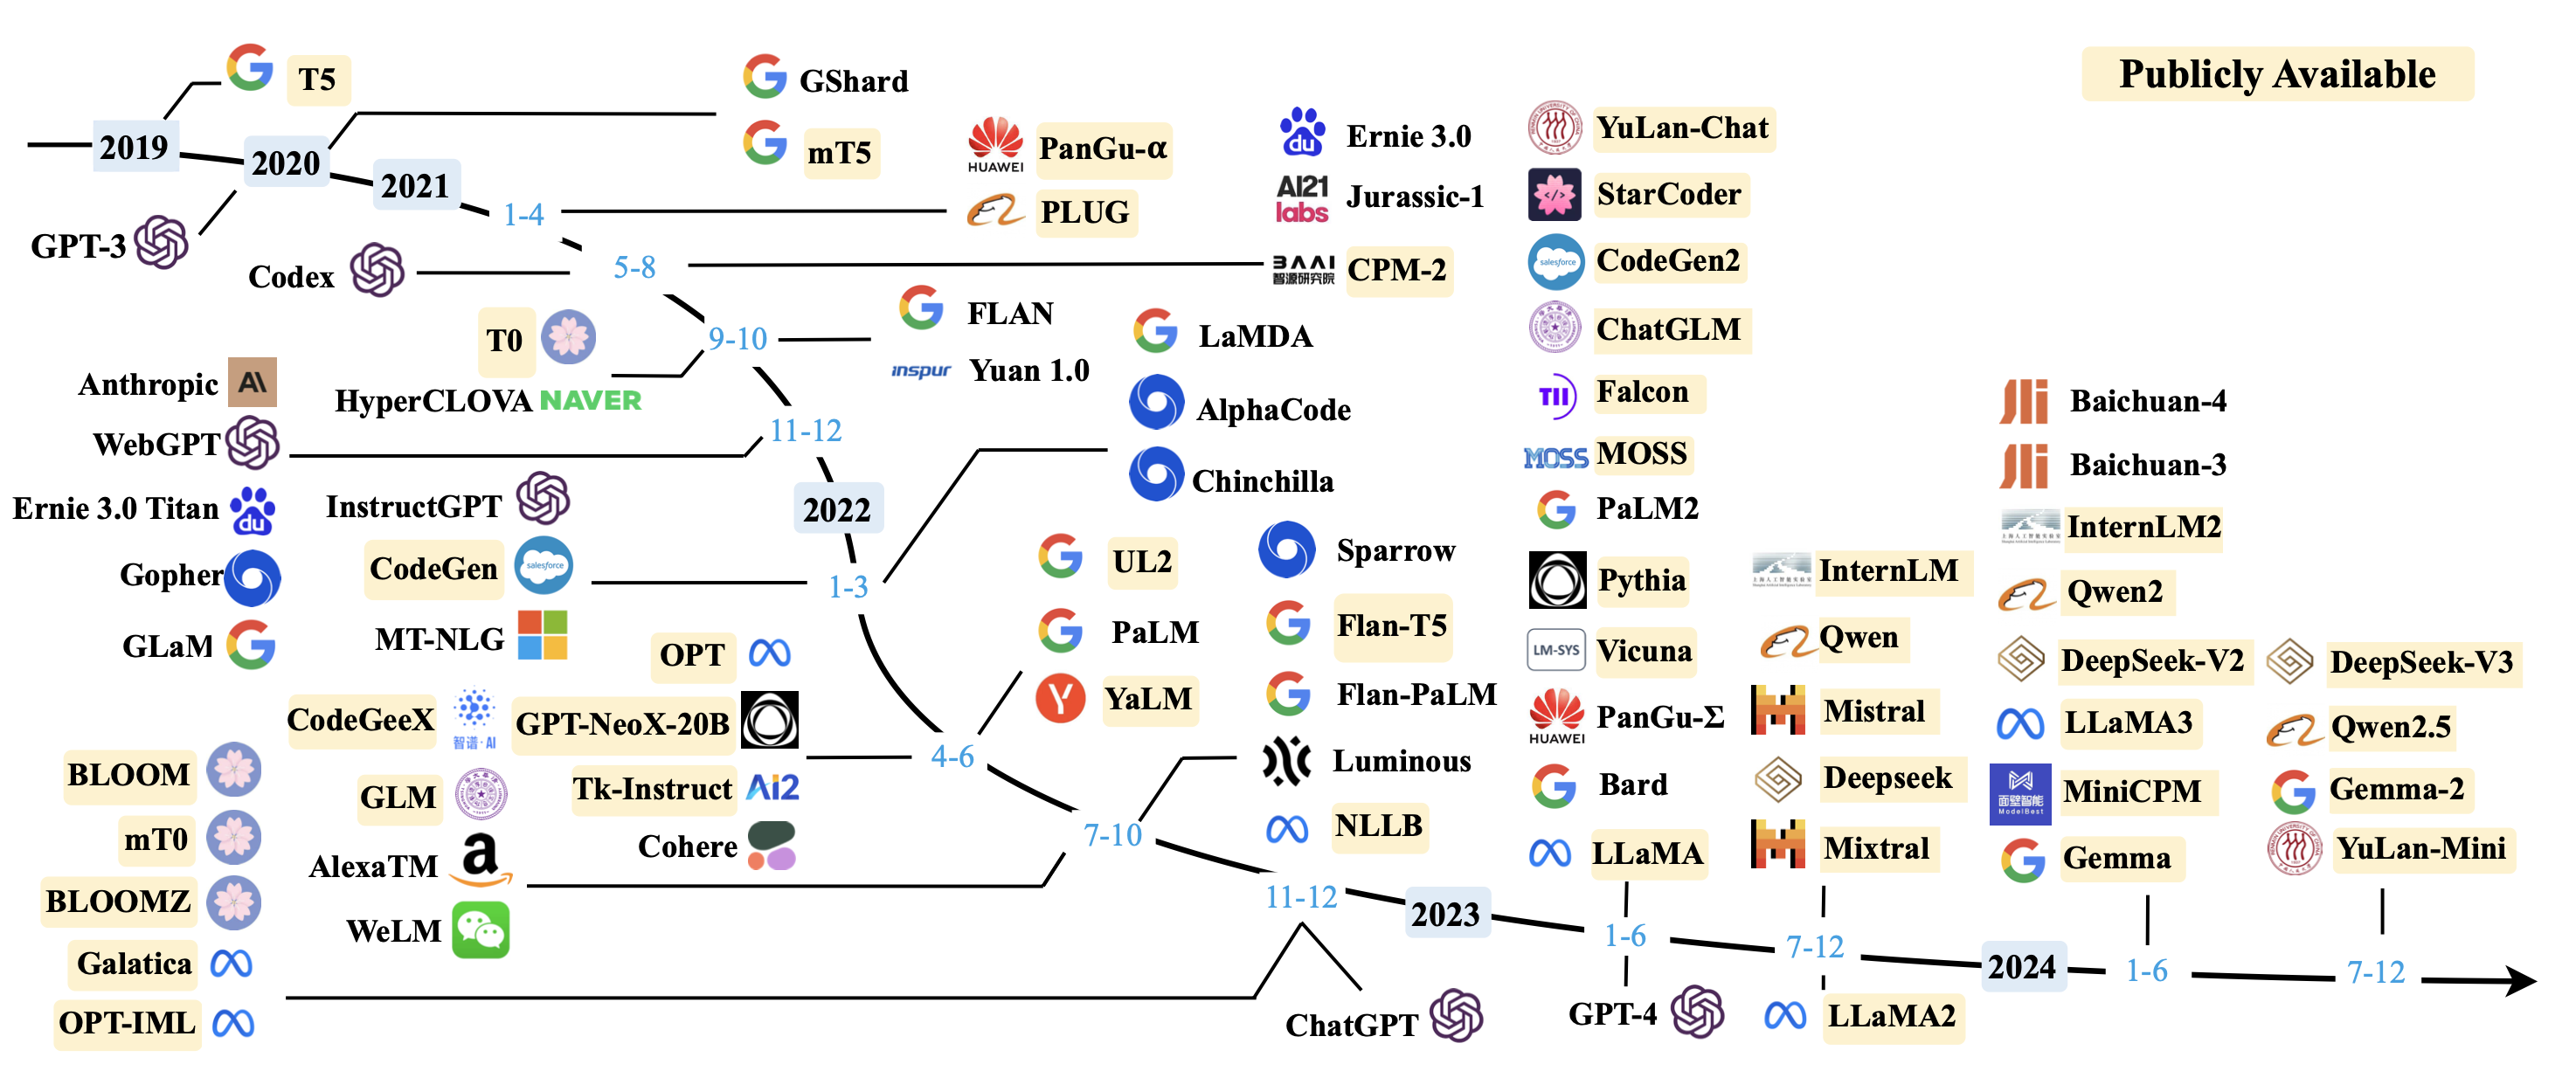 Publicly Available
T5
2019
2020
2021
GShard
mT5
GPT-3
1-4
HUAWEI
PanGu-α
PLUG
Codex
5-8
du
Ernie 3.0
AI21
labs
Jurassic-1
BAAI
智源研究院
CPM-2
T0
HyperCLOVA
NAVER
9-10
FLAN
inspur
Yuan 1.0
Anthropic
AI
WebGPT
Ernie 3.0 Titan
du
Gopher
GLaM
11-12
2022
InstructGPT
CodeGen
salesforce
MT-NLG
1-3
LaMDA
AlphaCode
Chinchilla
OPT
CodeGeeX
智谱·AI
GPT-NeoX-20B
GLM
Tk-Instruct
Ai2
AlexaTM
a
Cohere
WeLM
4-6
UL2
PaLM
Y
YaLM
7-10
Sparrow
Flan-T5
Flan-PaLM
Luminous
NLLB
BLOOM
mT0
BLOOMZ
Galatica
OPT-IML
11-12
ChatGPT
2023
YuLan-Chat
StarCoder
</>
salesforce
CodeGen2
ChatGLM
TII
Falcon
MOSS
MOSS
PaLM2
Pythia
LM-SYS
Vicuna
HUAWEI
PanGu-Σ
Bard
LLaMA
1-6
GPT-4
InternLM
Qwen
Mistral
Deepseek
Mixtral
7-12
LLaMA2
2024
Baichuan-4
Baichuan-3
InternLM2
Qwen2
DeepSeek-V2
LLaMA3
面壁智能
ModelBest
MiniCPM
Gemma
1-6
DeepSeek-V3
Qwen2.5
Gemma-2
YuLan-Mini
7-12